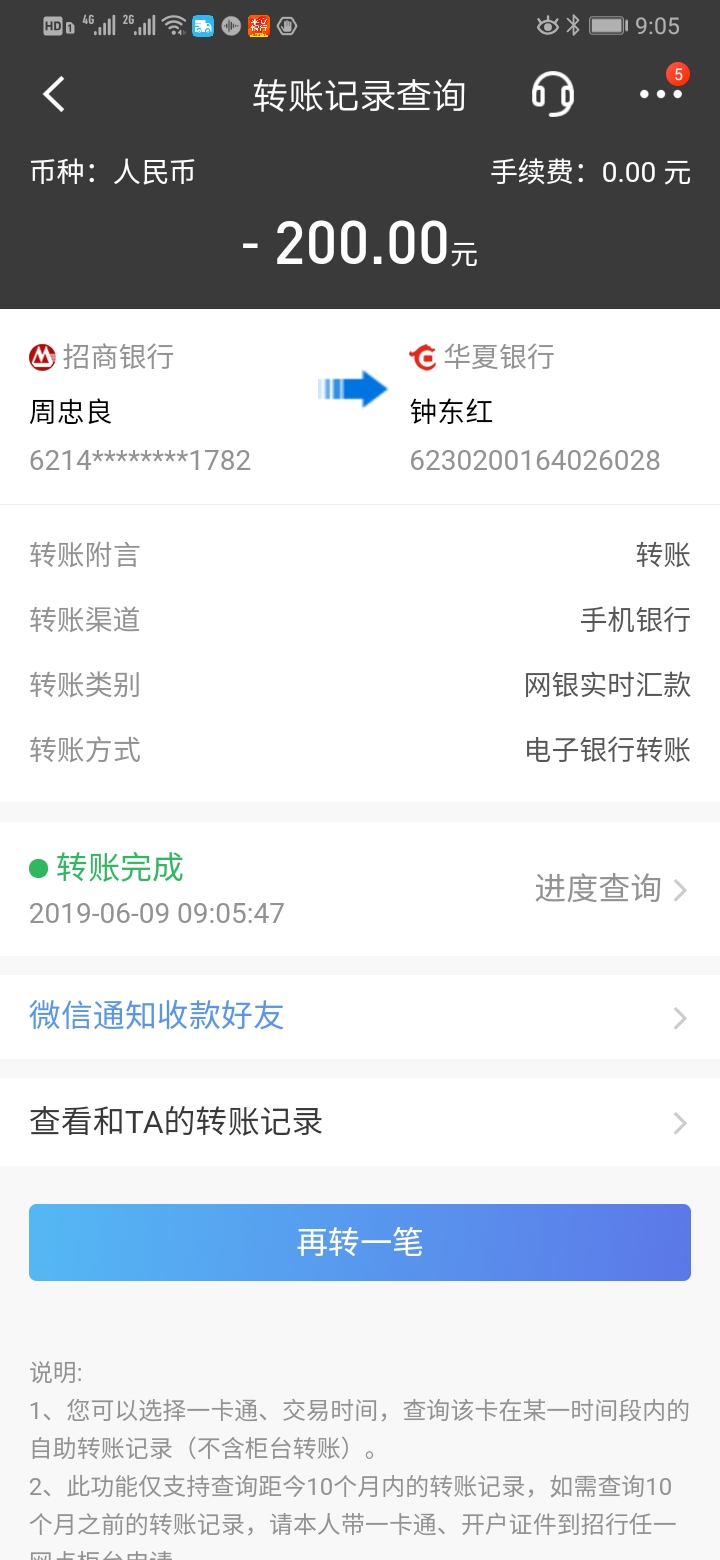 HD 1 4G 2G 9:05
转账记录查询 5
币种：人民币 手续费：0.00 元
- 200.00元
招商银行 华夏银行
周忠良 钟东红
6214********1782 6230200164026028
转账附言 转账
转账渠道 手机银行
转账类别 网银实时汇款
转账方式 电子银行转账
转账完成
2019-06-09 09:05:47 进度查询
微信通知收款好友
查看和TA的转账记录
再转一笔
说明:
1、您可以选择一卡通、交易时间，查询该卡在某一时间段内的
自助转账记录（不含柜台转账）。
2、此功能仅支持查询距今10个月内的转账记录，如需查询10
个月之前的转账记录，请本人带一卡通、开户证件到招行任一
网点柜台申请